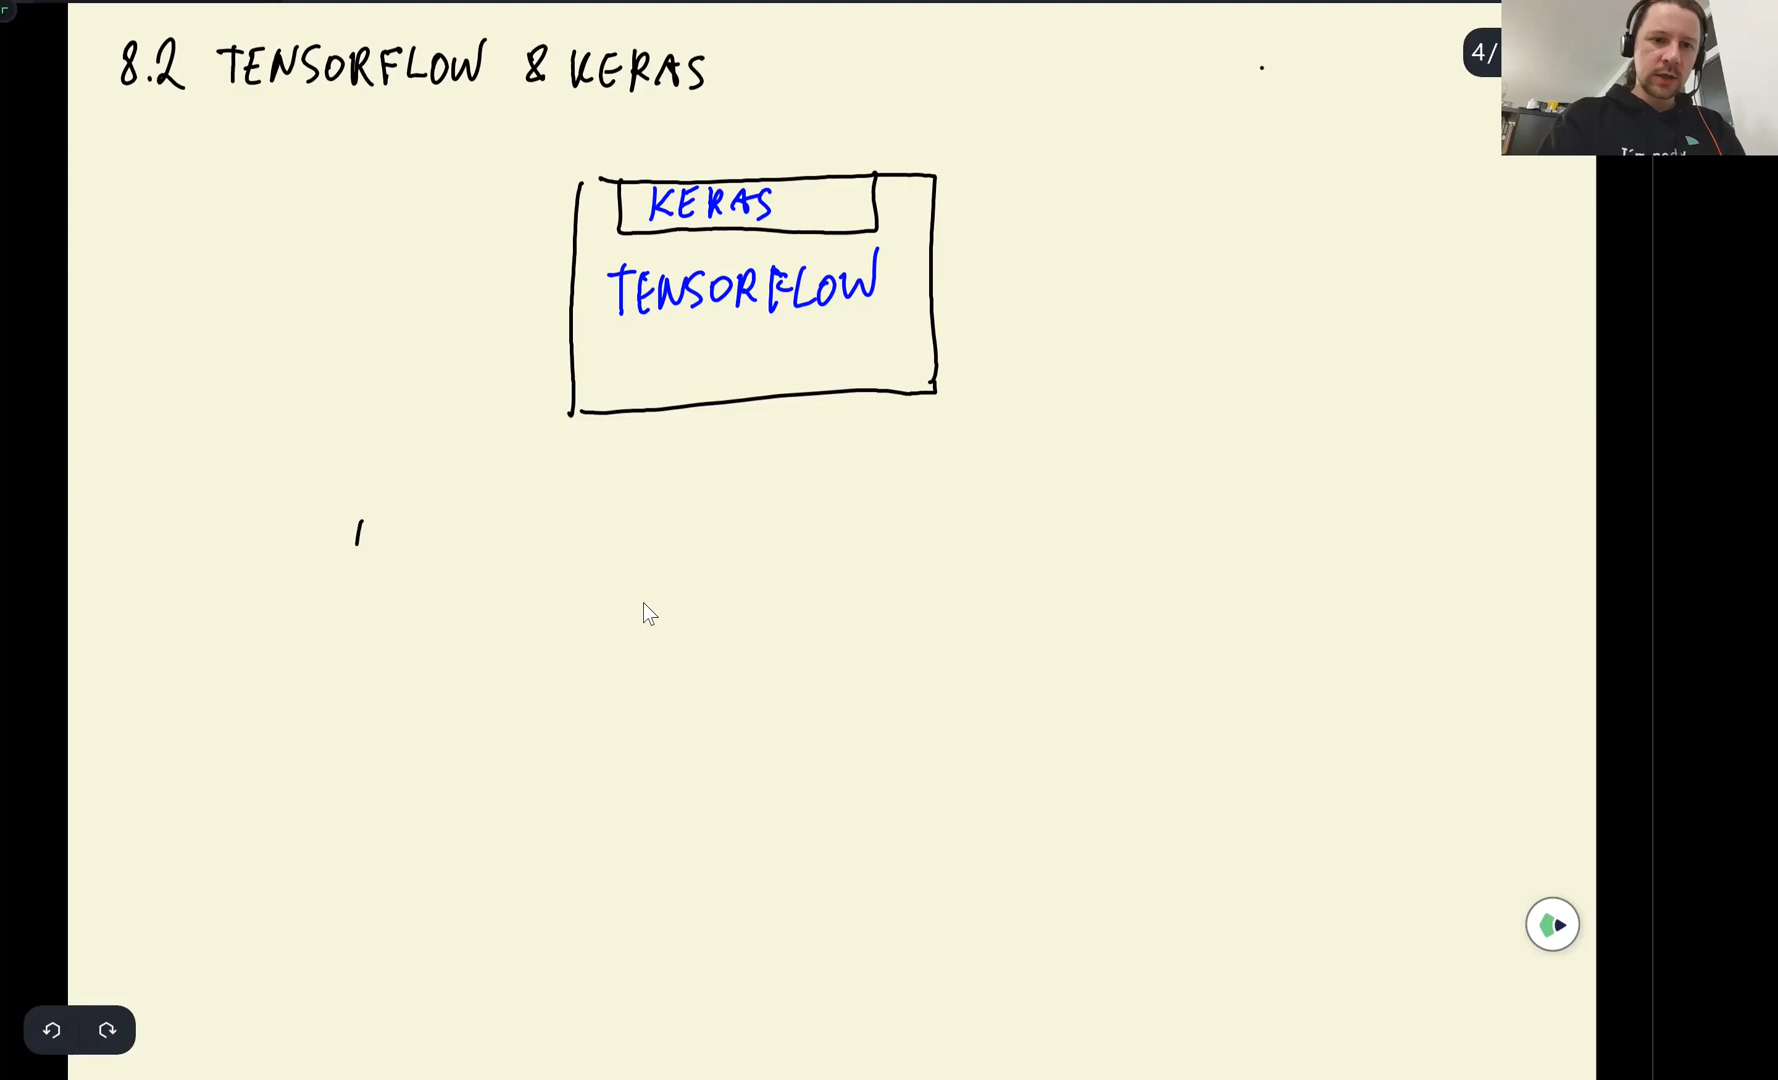 8.2 TENSORFLOW & KERAS
4/
KERAS
TENSORFLOW